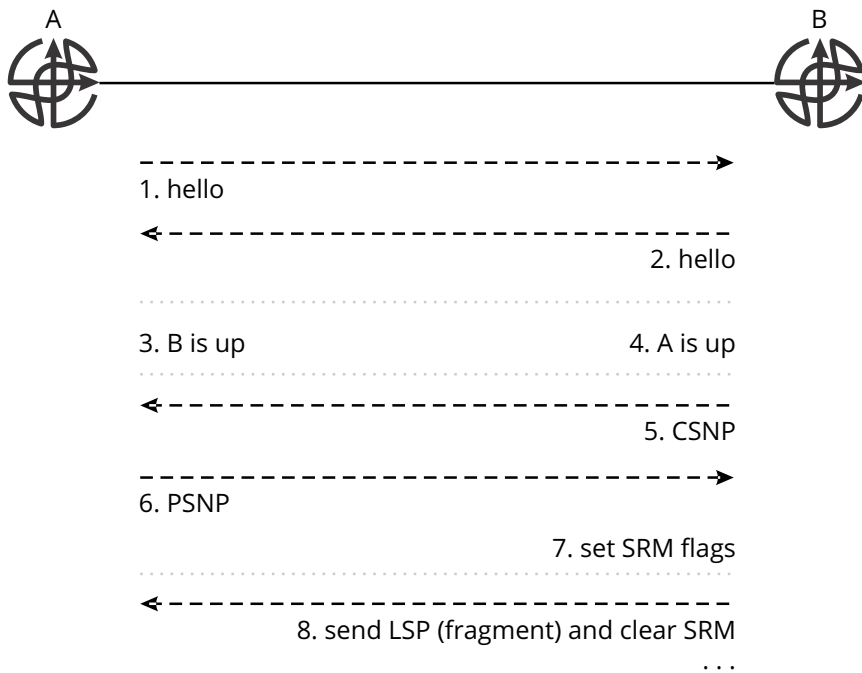 A
B
1. hello
2. hello
3. B is up
4. A is up
5. CSNP
6. PSNP
7. set SRM flags
8. send LSP (fragment) and clear SRM
. . .